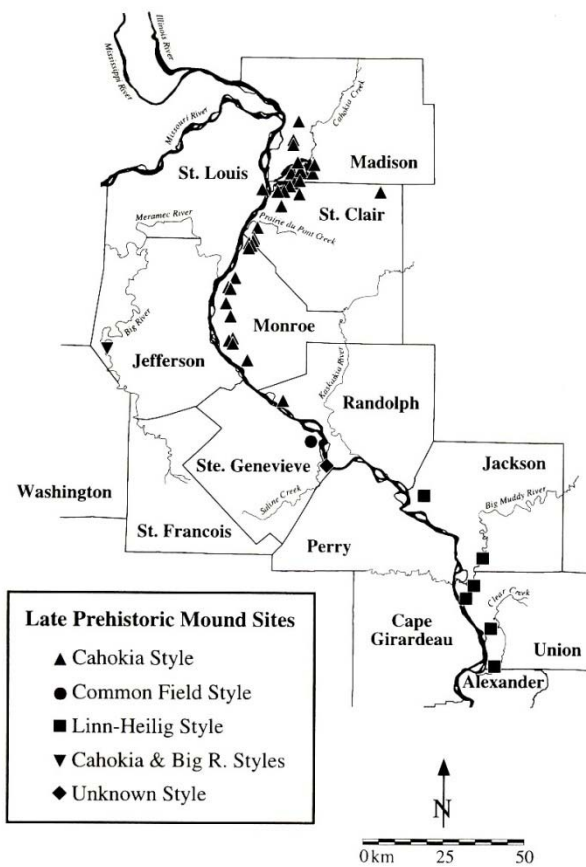 Illinois River
Mississippi River
Missouri River
Cahokia Creek
Madison
St. Louis
St. Clair
Meramec River
Prairie du Pont Creek
Big River
Monroe
Jefferson
Kaskaskia River
Randolph
Ste. Genevieve
Jackson
Washington
Saline Creek
Big Muddy River
St. Francois
Perry
Clear Creek
Cape
Girardeau
Union
Alexander
Late Prehistoric Mound Sites
Cahokia Style
Common Field Style
Linn-Heilig Style
Cahokia & Big R. Styles
Unknown Style
N
0 km 25 50